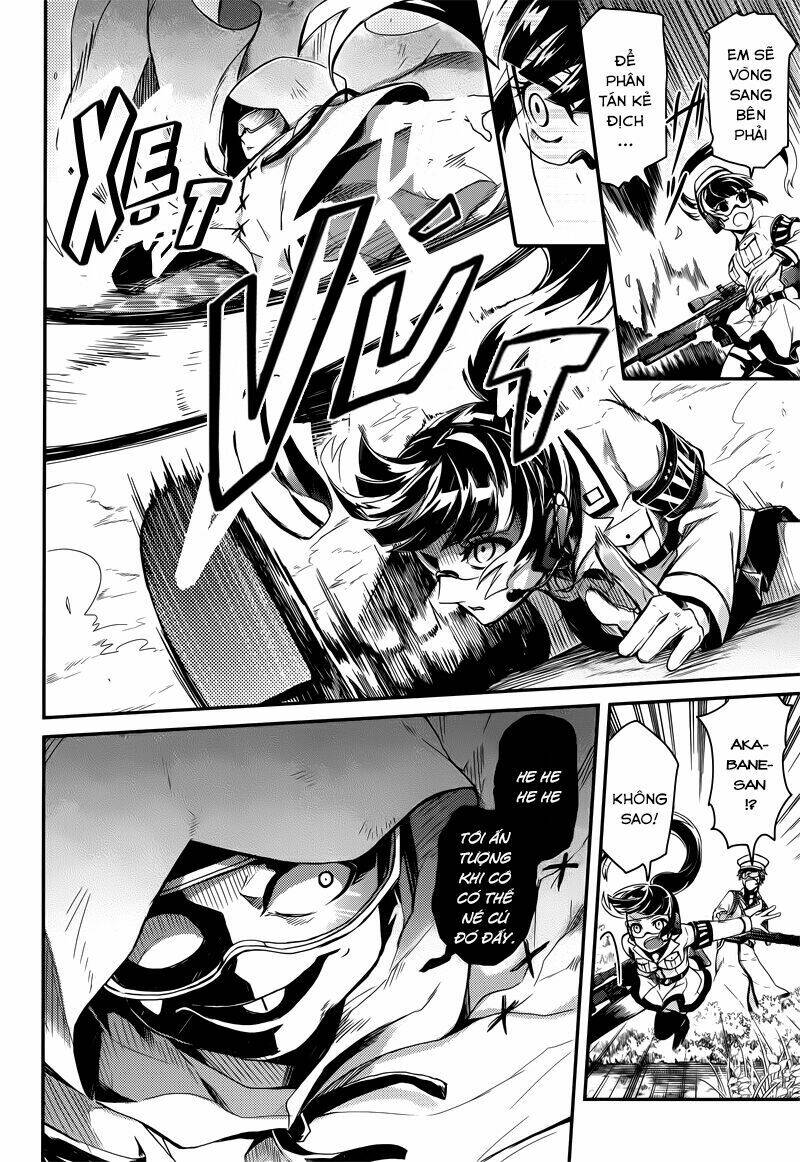 EM SẼ
VÒNG
SANG
BÊN
PHẢI
ĐỂ
PHÂN
TÁN KẺ
ĐỊCH
...
XẸT
VÚT
AKA-
BANE-
SAN
!?
KHÔNG
SAO!
HE HE
HE HE
TÔI ẤN
TƯỢNG
KHI CÔ
CÓ THỂ
NÉ CÚ
ĐÓ ĐẤY.